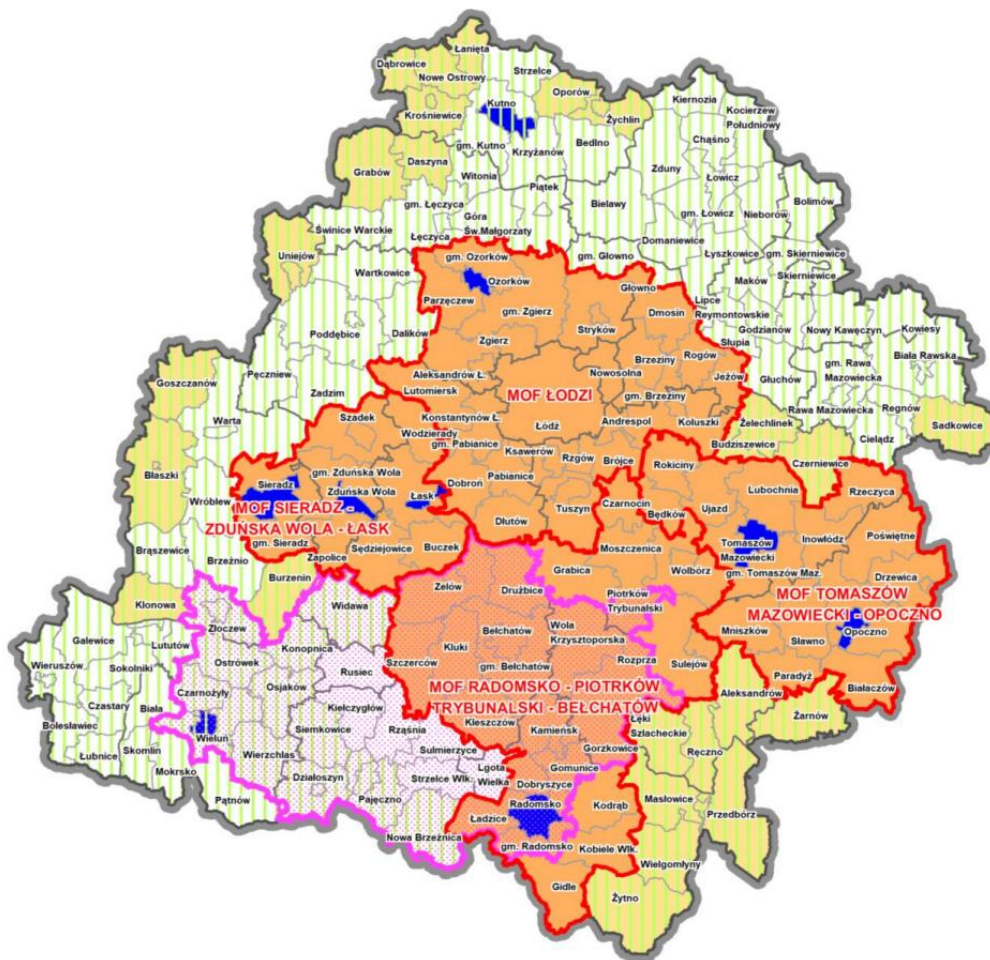 Łanięta
Dąbrowice
Nowe Ostrowy
Strzelce
Oporów
Kutno
Krośniewice
Żychlin
Kiernozia
Kocierzew
Południowy
Chąśno
gm. Kutno
Krzyżanów
Bedlno
Daszyna
Grabów
Witonia
Piątek
Zduny
Łowicz
gm. Łęczyca
Bielawy
Bolimów
gm. Łowicz
Nieborów
Góra
Św.Małgorzaty
Świnice Warckie
Łęczyca
Domaniewice
Uniejów
gm. Ozorków
gm. Głowno
Łyszkowice
gm. Skierniewice
Skierniewice
Wartkowice
Ozorków
Maków
Głowno
Parzęczew
Lipce
Reymontowskie
gm. Zgierz
Dmosin
Godzianów
Nowy Kawęczyn
Kowiesy
Poddębice
Dalików
Stryków
Słupia
Zgierz
Biała Rawska
Brzeziny
Rogów
gm. Rawa
Mazowiecka
Pęczniew
Aleksandrów Ł.
Nowosolna
Jeżów
Głuchów
Goszczanów
Zadzim
Lutomiersk
MOF ŁODZI
gm. Brzeziny
Rawa Mazowiecka
Regnów
Żelechlinek
Sadkowice
Warta
Szadek
Konstantynów Ł.
Łódź
Andrespol
Koluszki
Cielądz
Wodzierady
gm. Pabianice
Ksawerów
Rzgów
Brójce
Budziszewice
Błaszki
gm. Zduńska Wola
Rokiciny
Czerniewice
Sieradz
Zduńska Wola
Łask
Dobroń
Pabianice
Lubochnia
Rzeczyca
Wróblew
MOF SIERADZ -
ZDUŃSKA WOLA - ŁASK
Tuszyn
Czarnocin
Ujazd
Dłutów
Będków
Inowłódz
Poświętne
gm. Sieradz
Sędziejowice
Buczek
Moszczenica
Tomaszów
Mazowiecki
Brąszewice
Brzeźnio
Zapolice
Grabica
Wolbórz
gm. Tomaszów Maz.
Drzewica
Burzenin
Zelów
Drużbice
Piotrków
Trybunalski
MOF TOMASZÓW
MAZOWIECKI - OPOCZNO
Klonowa
Widawa
Złoczew
Wola
Krzysztoporska
Mniszków
Sławno
Opoczno
Galewice
Lututów
Konopnica
Bełchatów
Kluki
Wieruszów
Sokolniki
Ostrówek
Rusiec
Szczerców
gm. Bełchatów
Rozprza
Sulejów
Paradyż
Białaczów
Czarnożyły
Osjaków
MOF RADOMSKO - PIOTRKÓW
TRYBUNALSKI - BEŁCHATÓW
Aleksandrów
Czastary
Biała
Kiełczygłów
Żarnów
Bolesławiec
Wieluń
Siemkowice
Rząśnia
Kleszczów
Kamieńsk
Łęki
Szlacheckie
Łubnice
Skomlin
Wierzchlas
Sulmierzyce
Gorzkowice
Ręczno
Mokrsko
Działoszyn
Strzelce Wlk.
Lgota
Wielka
Gomunice
Dobryszyce
Pątnów
Pajęczno
Radomsko
Kodrąb
Masłowice
Przedbórz
Ładzice
Nowa Brzeźnica
gm. Radomsko
Kobiele Wlk.
Wielgomłyny
Gidle
Żytno